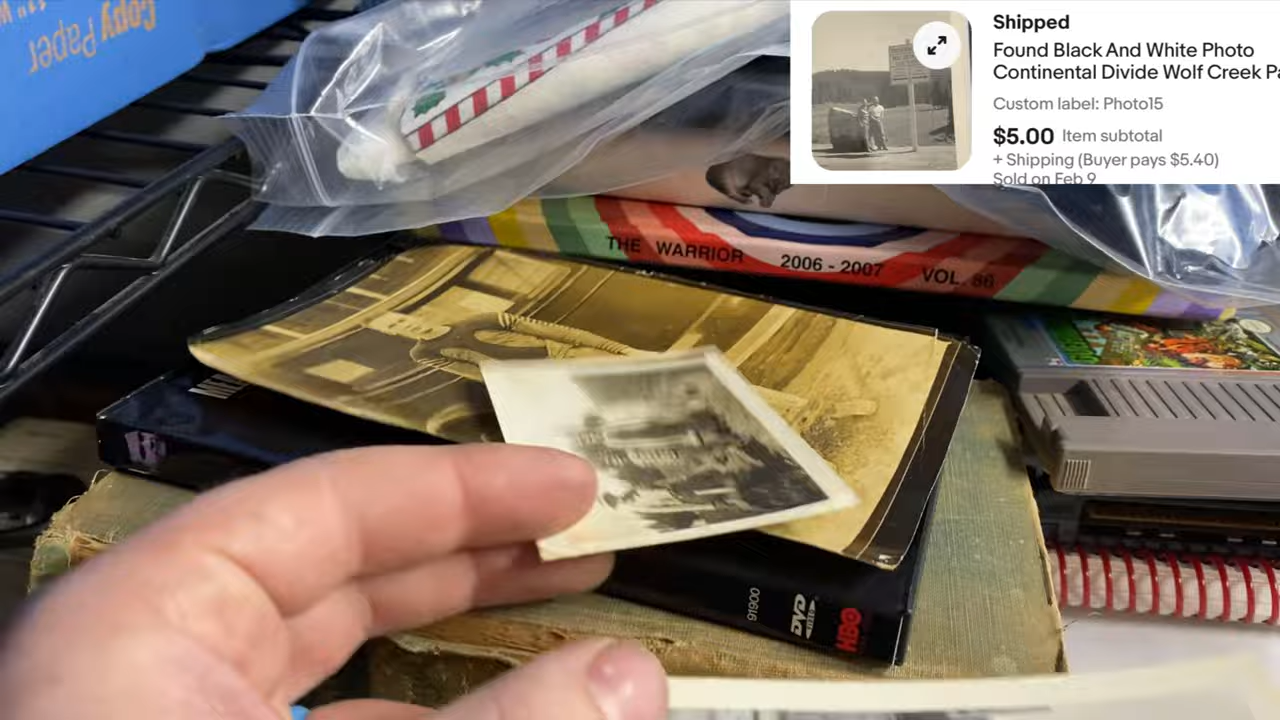 Copy Paper
Shipped
Found Black And White Photo
Continental Divide Wolf Creek Pa
Custom label: Photo15
$5.00 Item subtotal
+ Shipping (Buyer pays $5.40)
Sold on Feb 9
THE WARRIOR 2006 - 2007 VOL. 86
91900
DVD
HBO